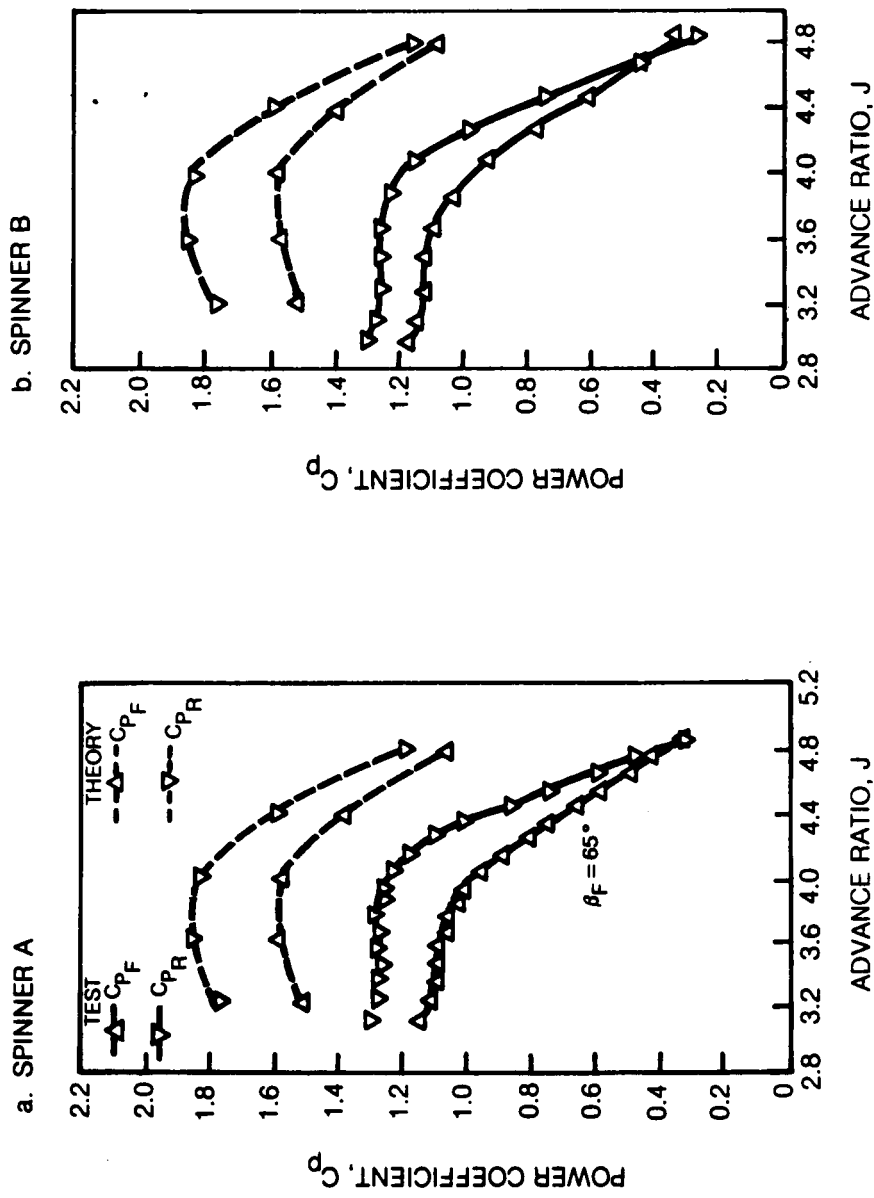 a. SPINNER A
TEST
C_{P_F}
C_{P_R}
THEORY
C_{P_F}
C_{P_R}
β_F = 65°
POWER COEFFICIENT, C_p
2.2
2.0
1.8
1.6
1.4
1.2
1.0
0.8
0.6
0.4
0
2.8
3.2
3.6
4.0
4.4
4.8
5.2
ADVANCE RATIO, J
b. SPINNER B
POWER COEFFICIENT, C_p
2.2
2.0
1.8
1.6
1.4
1.2
1.0
0.8
0.6
0.4
0
2.8
3.2
3.6
4.0
4.4
4.8
ADVANCE RATIO, J